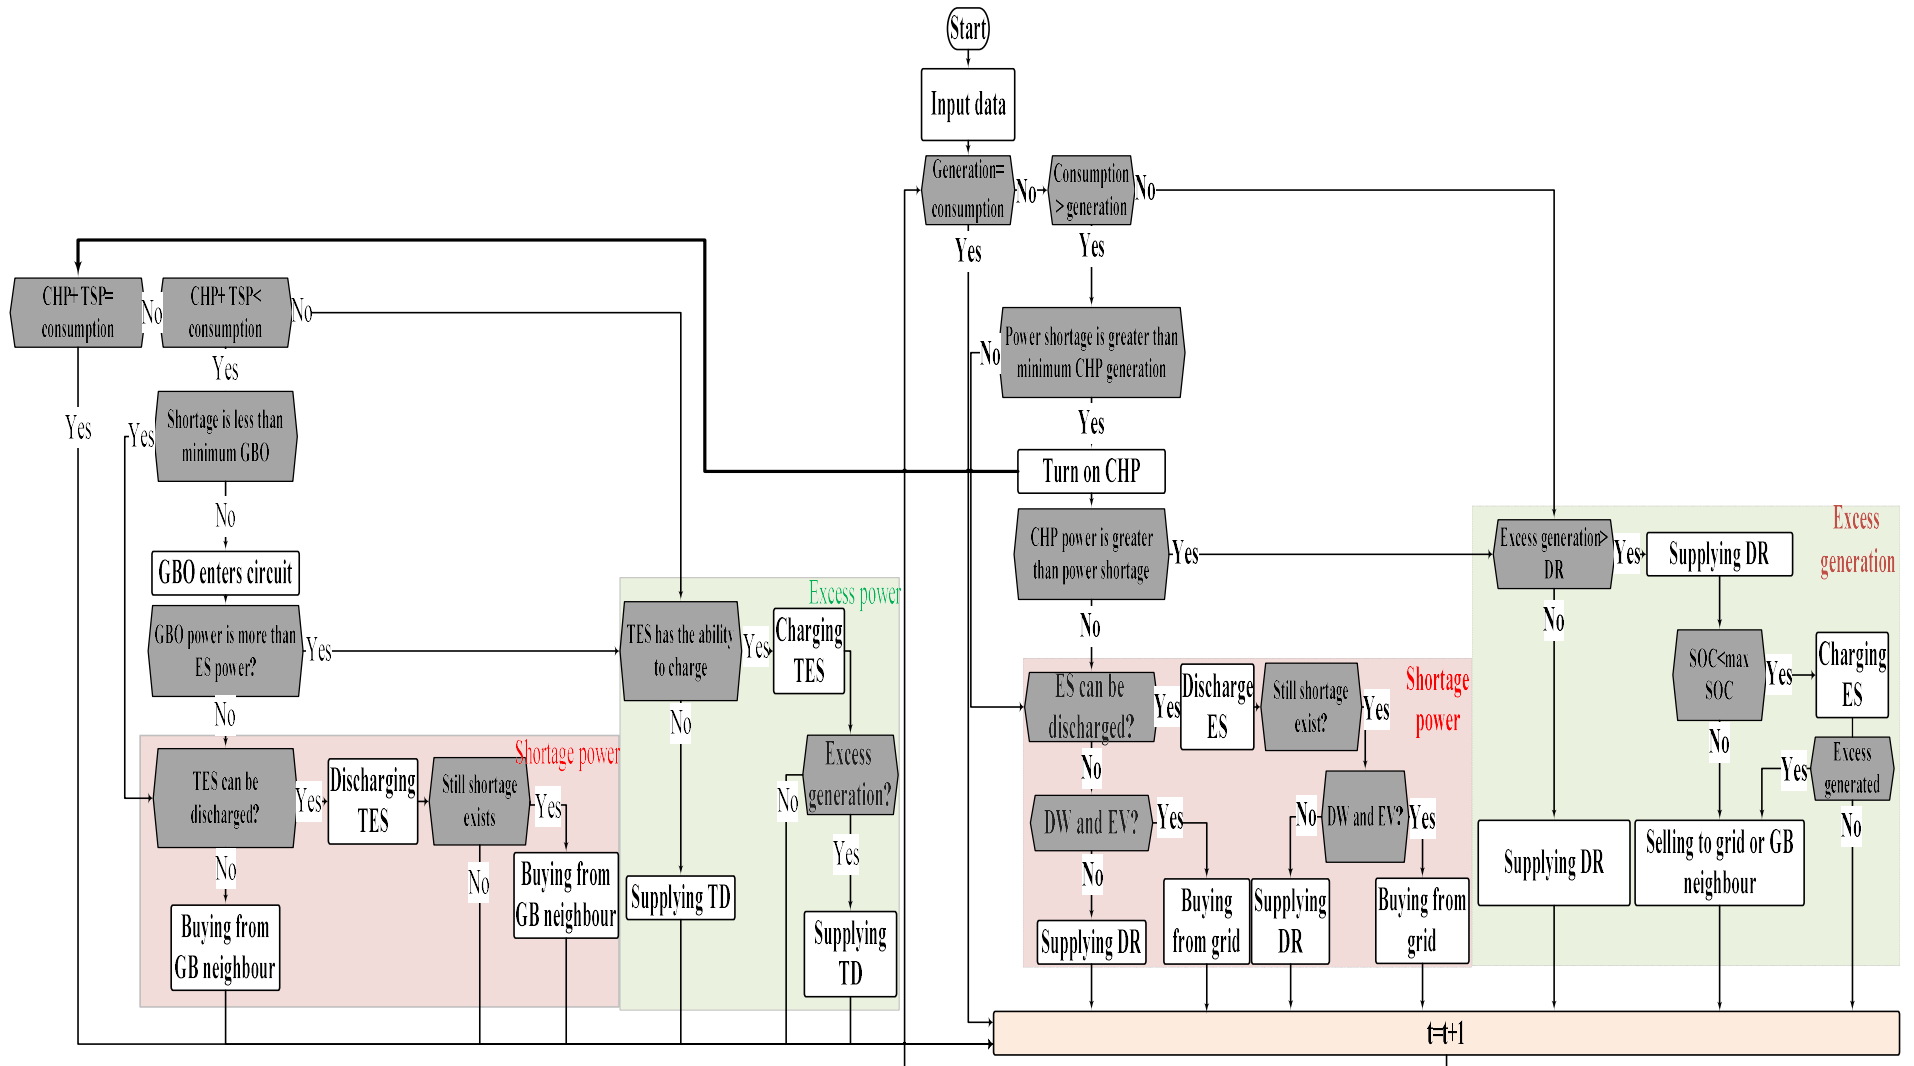 Start
Input data
Generation=
consumption
No
Consumption
> generation
No
Yes
Yes
CHP+ TSP=
consumption
No
CHP+ TSP<
consumption
No
Yes
Yes
Shortage is less than
minimum GBO
Yes
No
GBO enters circuit
GBO power is more than
ES power?
Yes
No
Shortage power
TES can be
discharged?
Yes
Discharging
TES
Still shortage
exists
Yes
No
No
Buying from
GB neighbour
Buying from
GB neighbour
Excess power
TES has the ability
to charge
Yes
Charging
TES
No
Excess
generation?
No
Yes
Supplying TD
Supplying
TD
Power shortage is greater than
minimum CHP generation
No
Yes
Turn on CHP
CHP power is greater
than power shortage
Yes
No
Shortage
power
ES can be
discharged?
Yes
Discharge
ES
Still shortage
exist?
Yes
No
DW and EV?
Yes
No
DW and EV?
No
Yes
Supplying DR
Buying
from grid
Supplying
DR
Buying from
grid
Excess
generation
Excess generation>
DR
Yes
Supplying DR
No
SOC<max
SOC
Yes
Charging
ES
No
Excess
generated
Yes
No
Supplying DR
Selling to grid or GB
neighbour
t=t+1